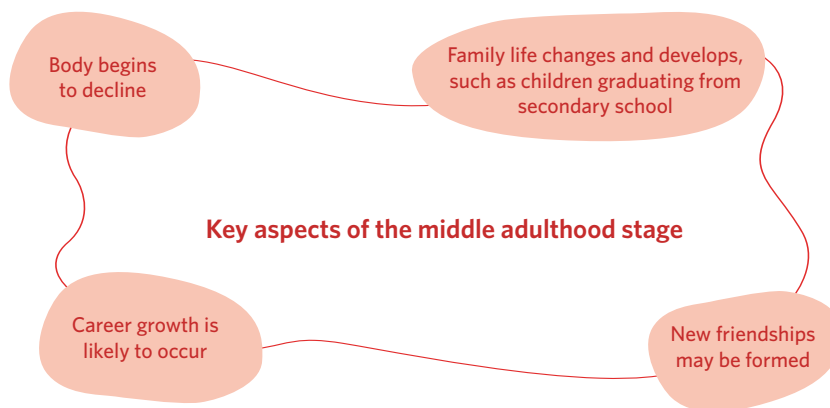 Body begins
to decline
Family life changes and develops,
such as children graduating from
secondary school
Key aspects of the middle adulthood stage
Career growth is
likely to occur
New friendships
may be formed